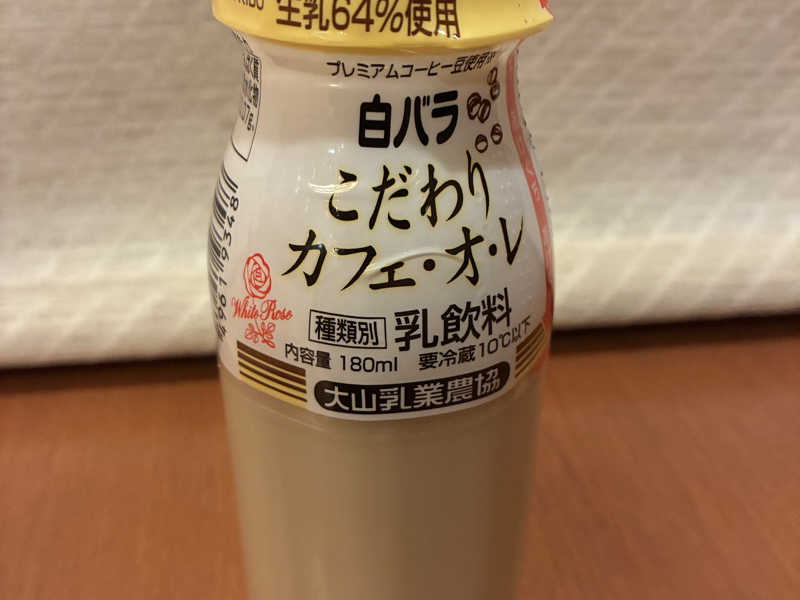 生乳64%使用
プレミアムコーヒー豆使用
白バラ
こだわり
カフェ・オ・レ
White Rose
種類別 乳飲料
内容量 180ml 要冷蔵10℃以下
大山乳業農協